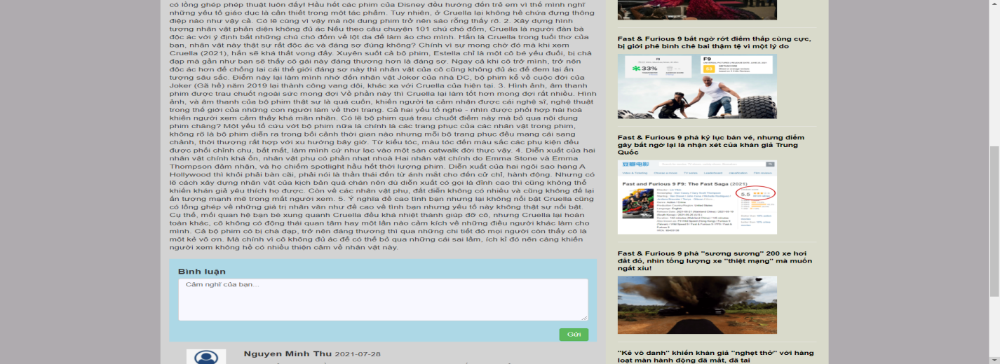 có lồng ghép phép thuật luôn đấy! Hầu hết các phim của Disney đều hướng đến trẻ em vì thế mình nghĩ
những yếu tố giáo dục là cần thiết trong một tác phẩm. Tuy nhiên, ở Cruella lại không hề chứa đựng thông
điệp nào như vậy cả. Có lẽ cũng vì vậy mà nội dung phim trở nên sáo rỗng thấy rõ. 2. Xây dựng hình
tượng nhân vật phản diện không đủ ác Nếu theo câu chuyện 101 chú chó đốm, Cruella là người đàn bà
độc ác với ý định bắt những chú chó đốm về lột da để làm áo cho mình. Hẳn là Cruella trong tuổi thơ của
bạn, nhân vật này thật sự rất độc ác và đáng sợ đúng không? Chính vì sự mong chờ đó mà khi xem
Cruella (2021), hẳn sẽ khá thất vọng đấy. Xuyên suốt cả bộ phim, Estella chỉ là một cô bé yếu đuối, bị chà
đạp mà gần như bạn sẽ thấy cô gái này đáng thương hơn là đáng sợ. Ngay cả khi cô trở mình, trở nên
độc ác hơn để chống lại cái thế giới đáng sợ này thì nhân vật của cô cũng không đủ ác để đem lại ấn
tượng sâu sắc. Điểm này lại làm mình nhớ đến nhân vật Joker của nhà DC, bộ phim kể về cuộc đời của
Joker (Gã hề) năm 2019 lại thành công vang dội, khác xa với Cruella của hiện tại. 3. Hình ảnh, âm thanh
phim được trau chuốt ngoài sức mong đợi Về phần này thì Cruella lại làm tốt hơn mong đợi rất nhiều. Hình
ảnh, và âm thanh của bộ phim thật sự là quá cuốn, khiến người ta cảm nhận được cái nghệ sĩ, nghệ thuật
trong thế giới của những con người làm về thời trang. Cả hai yếu tố nghe - nhìn được phối hợp hài hoà
khiến người xem cảm thấy khá mãn nhãn. Có lẽ bộ phim quá trau chuốt điểm này mà bỏ qua nội dung
phim chăng? Một yếu tố cứu vớt bộ phim nữa là chính là các trang phục của các nhân vật trong phim,
không rõ là bộ phim diễn ra trong bối cảnh thời gian nào nhưng mỗi bộ trang phục đều mang cái sang
chảnh, thời thượng rất hợp với xu hướng bây giờ. Từ kiểu tóc, màu tóc đến màu sắc các phụ kiện đều
được phối chỉnh chu, bắt mắt, làm mình cứ như lạc vào một sàn catwalk đời thực vậy. 4. Diễn xuất của hai
nhân vật chính khá ổn, nhân vật phụ có phần nhạt nhoà Hai nhân vật chính do Emma Stone và Emma
Thompson đảm nhận, và họ chiếm spotlight hầu hết thời lượng phim. Diễn xuất của hai ngôi sao hạng A
Hollywood thì khỏi phải bàn cãi, phải nói là thần thái đến từ ánh mắt cho đến cử chỉ, hành động. Nhưng có
lẽ cách xây dựng nhân vật của kịch bản quá chán nên dù diễn xuất có gọi là đỉnh cao thì cũng không thể
khiến khán giả yêu thích họ được. Còn về các nhân vật phụ, đất diễn không có nhiều và cũng không để lại
ấn tượng mạnh mẽ trong mắt người xem. 5. Ý nghĩa đề cao tình bạn nhưng lại không nổi bật Cruella cũng
có lồng ghép về những giá trị nhân văn như đề cao về tình bạn nhưng yếu tố này không thật sự nổi bật.
Cụ thể, mối quan hệ bạn bè xung quanh Cruella đều khá nhiệt thành giúp đỡ cô, nhưng Cruella lại hoàn
toàn khác, cô không có động thái quan tâm hay một lần nào cảm kích về những điều người khác làm cho
mình. Cả bộ phim cô bị chà đạp, trở nên đáng thương thì qua những chi tiết đó mọi người còn thấy cô là
một kẻ vô ơn. Mà chính vì cô không đủ ác để có thể bỏ qua những cái sai lầm, ích kỉ đó nên càng khiến
người xem không hề có nhiều thiện cảm về nhân vật này.
Bình luận
Cảm nghĩ của bạn...
Gửi
Nguyen Minh Thu 2021-07-28
Fast & Furious 9 bất ngờ rớt điểm thấp cùng cực,
bị giới phê bình chê bai thậm tệ vì một lý do
F9
33%
F9
53
Fast & Furious 9 phá kỷ lục bán vé, nhưng điểm
gây bất ngờ lại là nhận xét của khán giả Trung
Quốc
豆瓣电影
Fast and Furious 9 F9: The Fast Saga (2021)
5.5
Fast & Furious 9 phá "sương sương" 200 xe hơi
đắt đỏ, nhìn tổng lượng xe "thiệt mạng" mà muốn
ngất xỉu!
"Kẻ vô danh" khiến khán giả "nghẹt thở" với hàng
loạt màn hành động đã mắt, đã tai